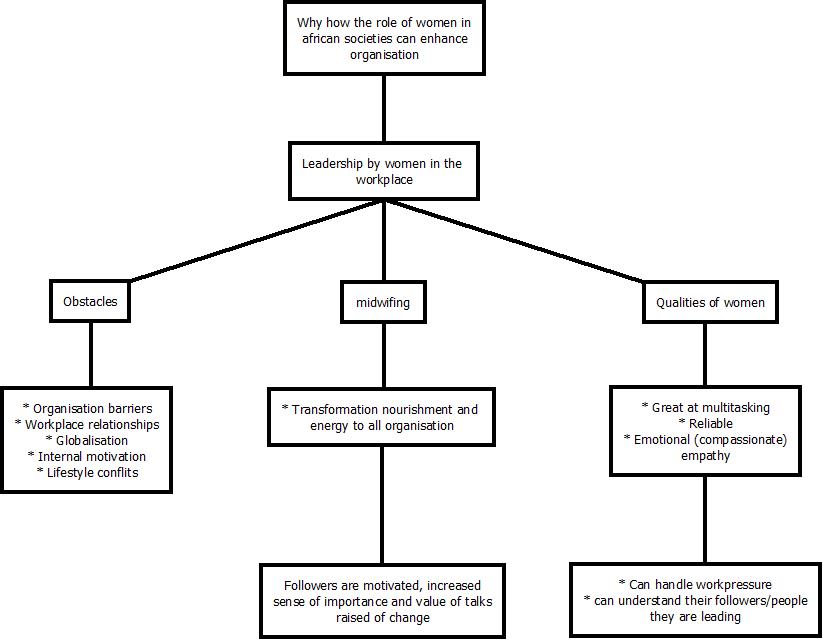 Why how the role of women in
african societies can enhance
organisation
Leadership by women in the
workplace
Obstacles
midwifing
Qualities of women
* Organisation barriers
* Workplace relationships
* Globalisation
* Internal motivation
* Lifestyle conflits
* Transformation nourishment and
energy to all organisation
* Great at multitasking
* Reliable
* Emotional (compassionate)
empathy
Followers are motivated, increased
sense of importance and value of talks
raised of change
* Can handle workpressure
* can understand their followers/people
they are leading